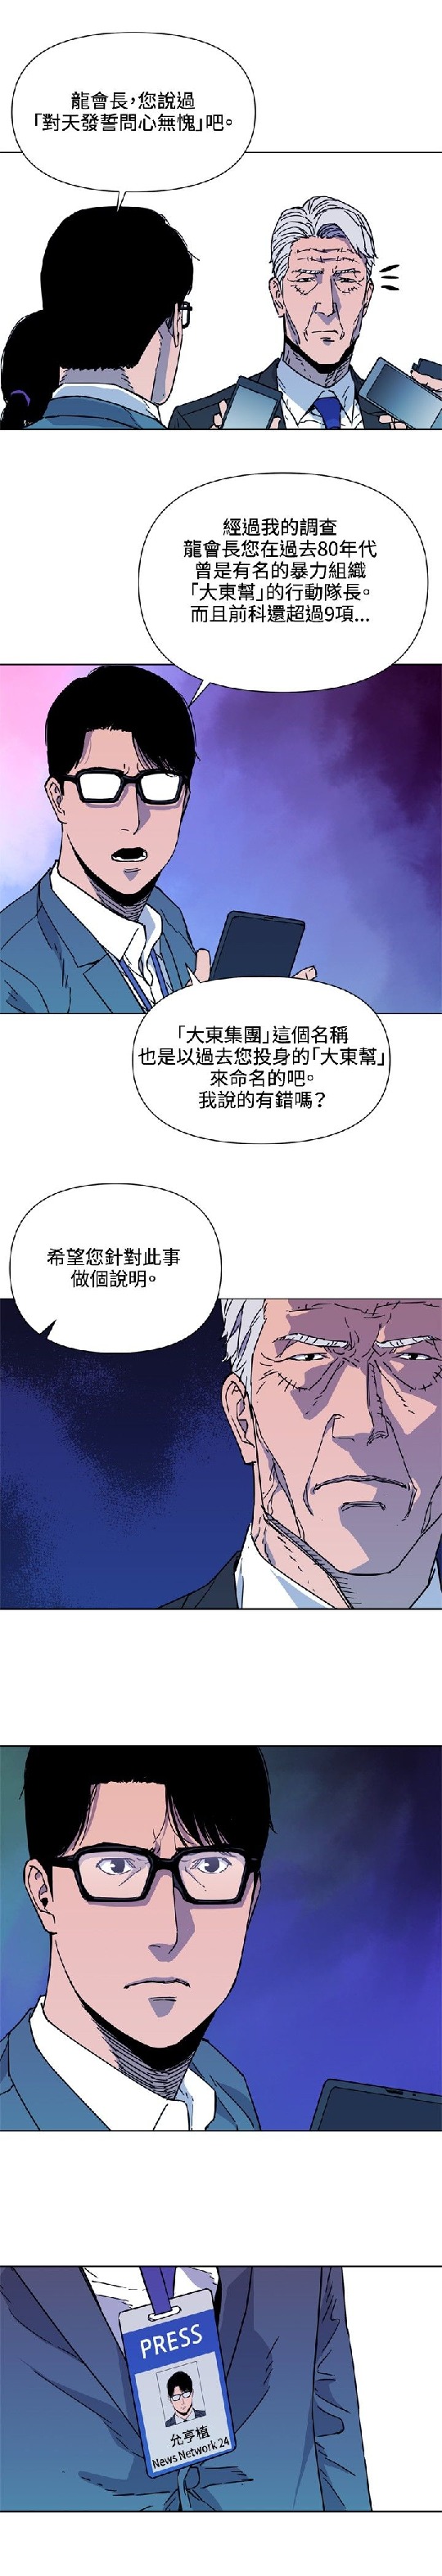 龍會長,您說過
「對天發誓問心無愧」吧。
經過我的調查
龍會長您在過去80年代
曾是有名的暴力組織
「大東幫」的行動隊長。
而且前科還超過9項...
「大東集團」這個名稱
也是以過去您投身的「大東幫」
來命名的吧。
我說的有錯嗎?
希望您針對此事
做個說明。
PRESS
允亨植
News Network 24